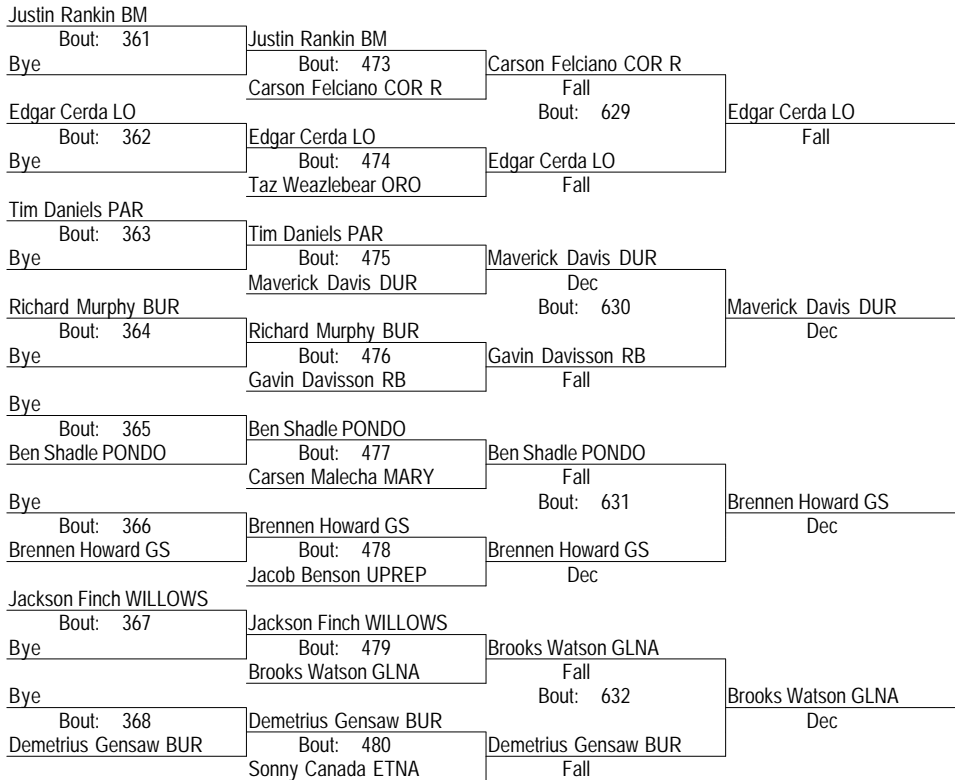 Justin Rankin BM
Bout: 361
Justin Rankin BM
Bye
Bout: 473
Carson Felciano COR R
Carson Felciano COR R
Fall
Edgar Cerda LO
Bout: 629
Edgar Cerda LO
Bout: 362
Edgar Cerda LO
Fall
Bye
Bout: 474
Edgar Cerda LO
Taz Weazlebear ORO
Fall
Tim Daniels PAR
Bout: 363
Tim Daniels PAR
Bye
Bout: 475
Maverick Davis DUR
Maverick Davis DUR
Dec
Richard Murphy BUR
Bout: 630
Maverick Davis DUR
Bout: 364
Richard Murphy BUR
Dec
Bye
Bout: 476
Gavin Davisson RB
Gavin Davisson RB
Fall
Bye
Bout: 365
Ben Shadle PONDO
Ben Shadle PONDO
Bout: 477
Ben Shadle PONDO
Carsen Malecha MARY
Fall
Bye
Bout: 631
Brennen Howard GS
Bout: 366
Brennen Howard GS
Dec
Brennen Howard GS
Bout: 478
Brennen Howard GS
Jacob Benson UPREP
Dec
Jackson Finch WILLOWS
Bout: 367
Jackson Finch WILLOWS
Bye
Bout: 479
Brooks Watson GLNA
Brooks Watson GLNA
Fall
Bye
Bout: 632
Brooks Watson GLNA
Bout: 368
Demetrius Gensaw BUR
Dec
Demetrius Gensaw BUR
Bout: 480
Demetrius Gensaw BUR
Sonny Canada ETNA
Fall